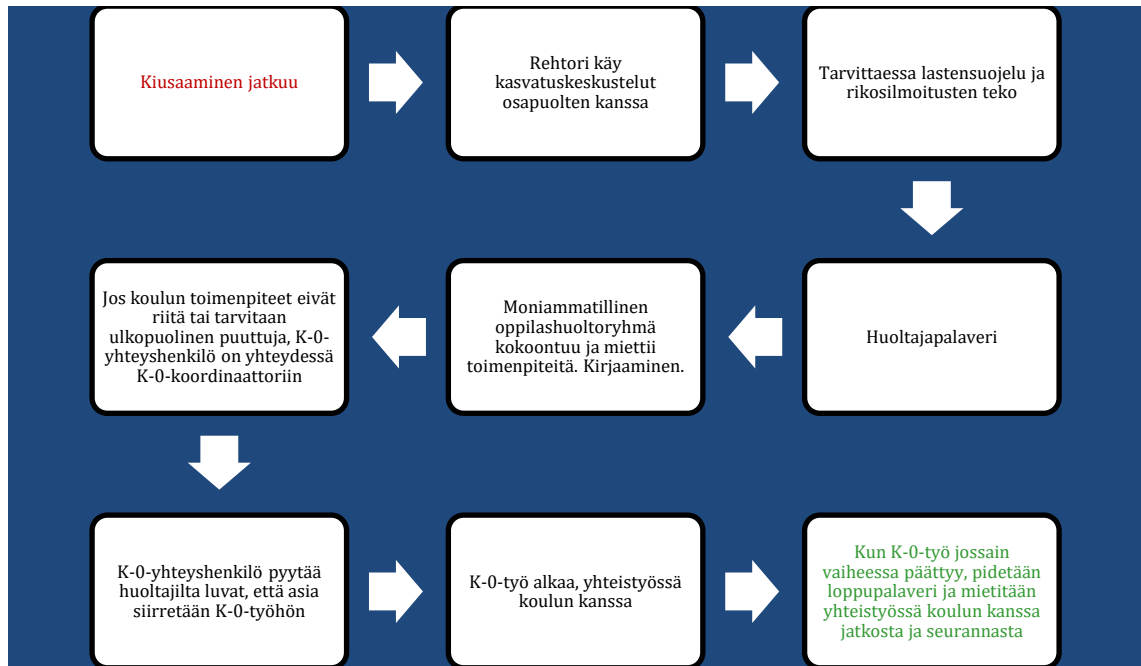 Kiusaaminen jatkuu
Rehtori käy
kasvatuskeskustelut
osapuolten kanssa
Tarvittaessa lastensuojelu ja
rikosilmoitusten teko
Huoltajapalaveri
Moniammatillinen
oppilashuoltoryhmä
kokoontuu ja miettii
toimenpiteitä. Kirjaaminen.
Jos koulun toimenpiteet eivät
riitä tai tarvitaan
ulkopuolinen puuttuja, K-0-
yhteyshenkilö on yhteydessä
K-0-koordinaattoriin
K-0-yhteyshenkilö pyytää
huoltajilta luvat, että asia
siirretään K-0-työhön
K-0-työ alkaa, yhteistyössä
koulun kanssa
Kun K-0-työ jossain
vaiheessa päättyy, pidetään
loppupalaveri ja mietitään
yhteistyössä koulun kanssa
jatkosta ja seurannasta